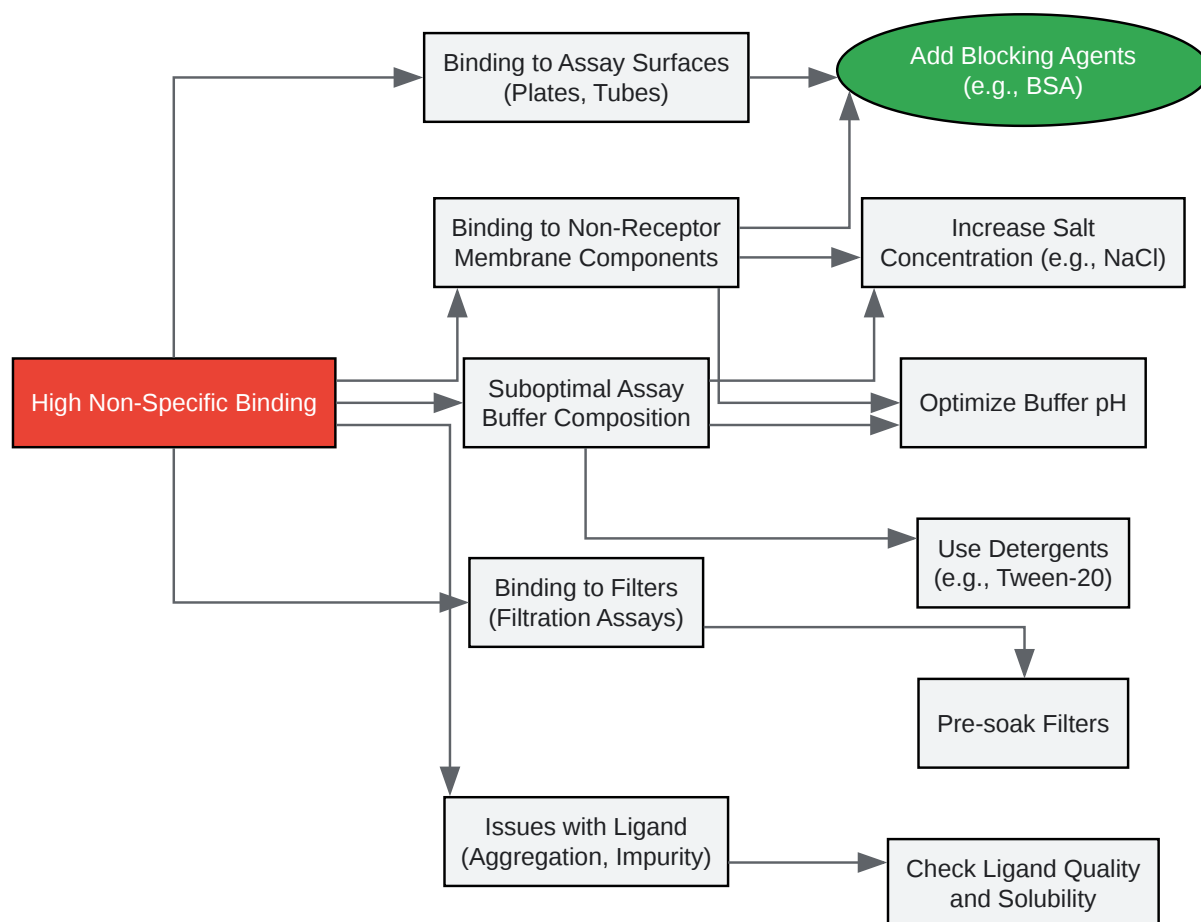 Binding to Assay Surfaces
(Plates, Tubes)
Add Blocking Agents
(e.g., BSA)
Binding to Non-Receptor
Membrane Components
Increase Salt
Concentration (e.g., NaCl)
High Non-Specific Binding
Suboptimal Assay
Buffer Composition
Optimize Buffer pH
Use Detergents
(e.g., Tween-20)
Binding to Filters
(Filtration Assays)
Pre-soak Filters
Issues with Ligand
(Aggregation, Impurity)
Check Ligand Quality
and Solubility